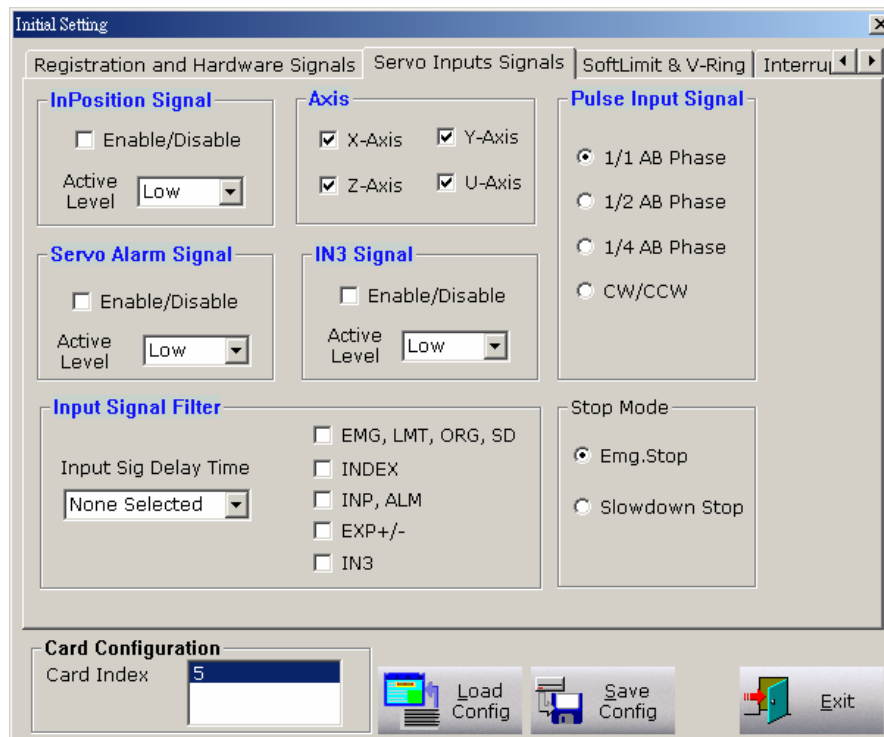 Initial Setting
Registration and Hardware Signals
Servo Inputs Signals
SoftLimit & V-Ring
InPosition Signal
Enable/Disable
Active Level
Low
Axis
X-Axis
Y-Axis
Z-Axis
U-Axis
Pulse Input Signal
1/1 AB Phase
1/2 AB Phase
1/4 AB Phase
CW/CCW
Servo Alarm Signal
Enable/Disable
Active Level
Low
IN3 Signal
Enable/Disable
Active Level
Low
Input Signal Filter
Input Sig Delay Time
None Selected
EMG, LMT, ORG, SD
INDEX
INP, ALM
EXP+/-
IN3
Stop Mode
Emg.Stop
Slowdown Stop
Card Configuration
Card Index
5
Load Config
Save Config
Exit